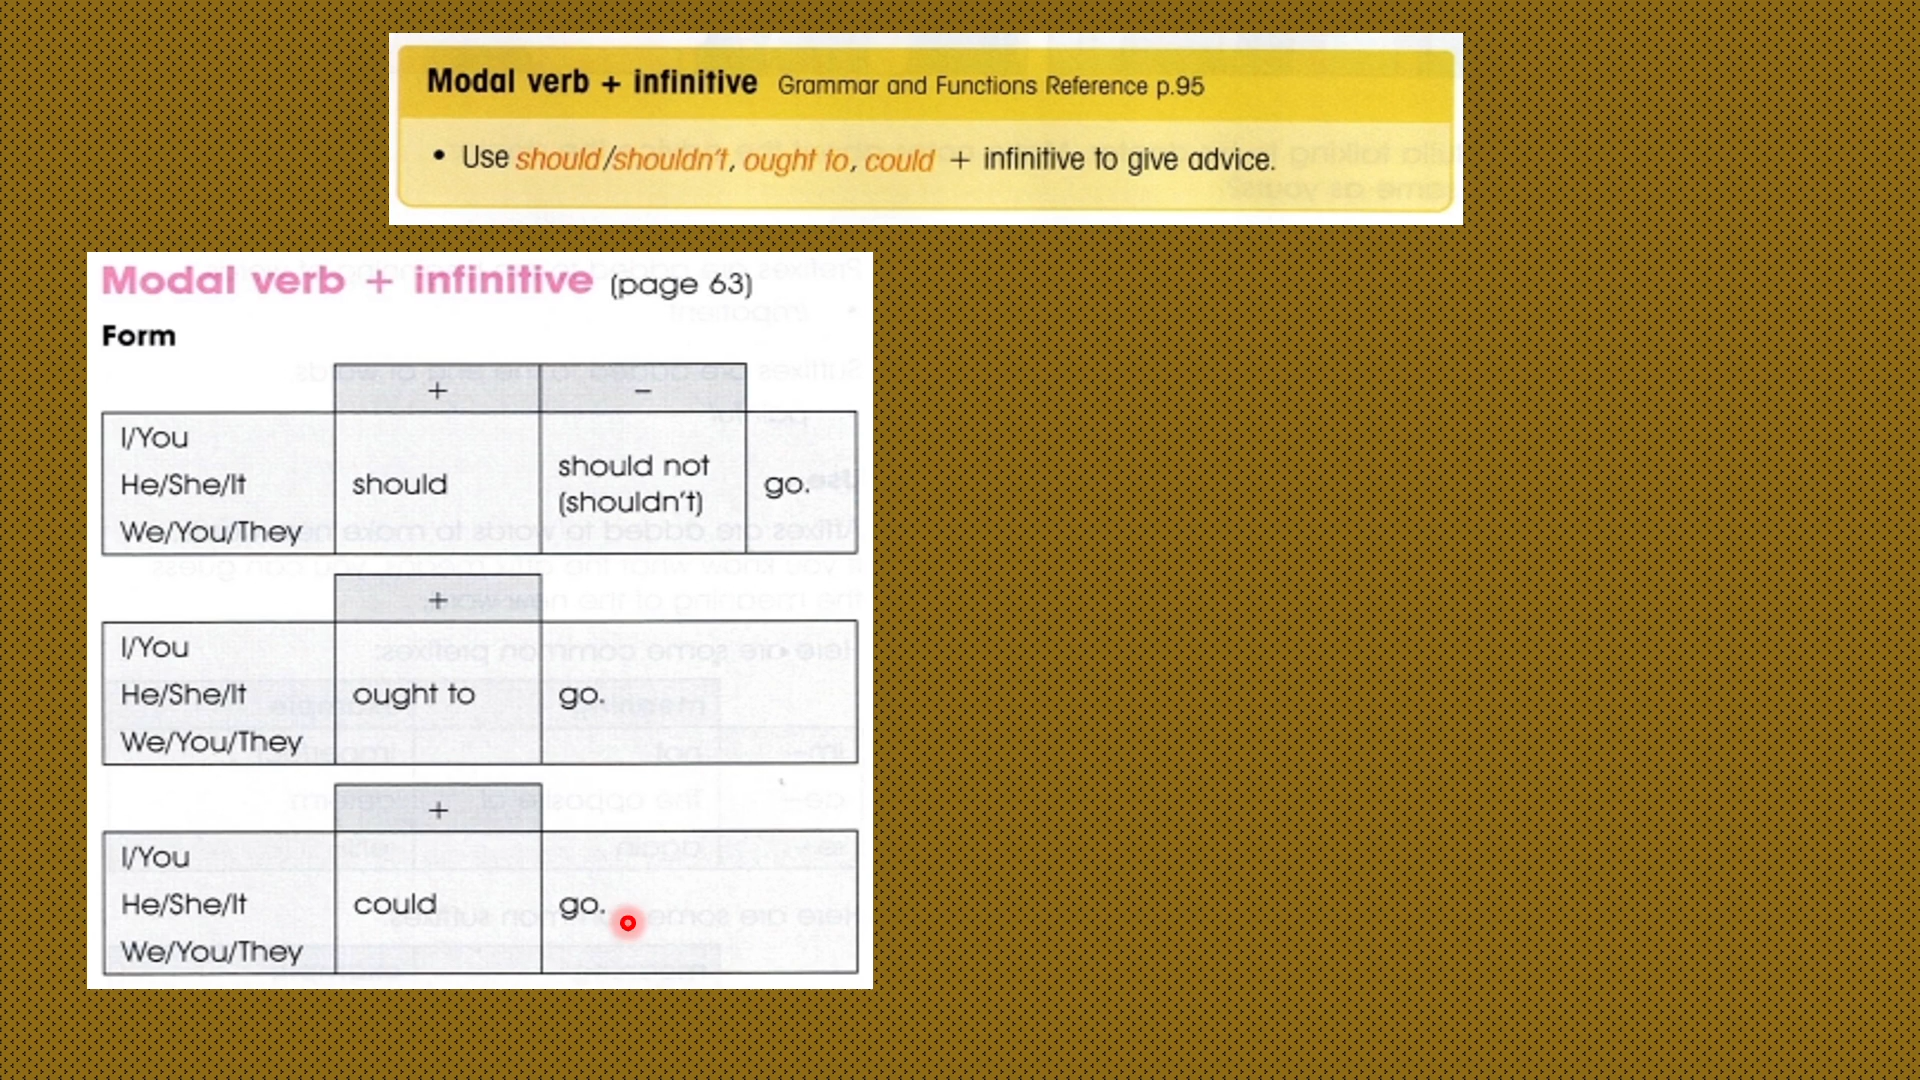 Modal verb + infinitive Grammar and Functions Reference p.95
• Use should/shouldn't, ought to, could + infinitive to give advice.
Modal verb + infinitive (page 63)
Form
+ –
I/You
He/She/It should should not (shouldn't) go.
We/You/They
+
I/You
He/She/It ought to go.
We/You/They
+
I/You
He/She/It could go.
We/You/They